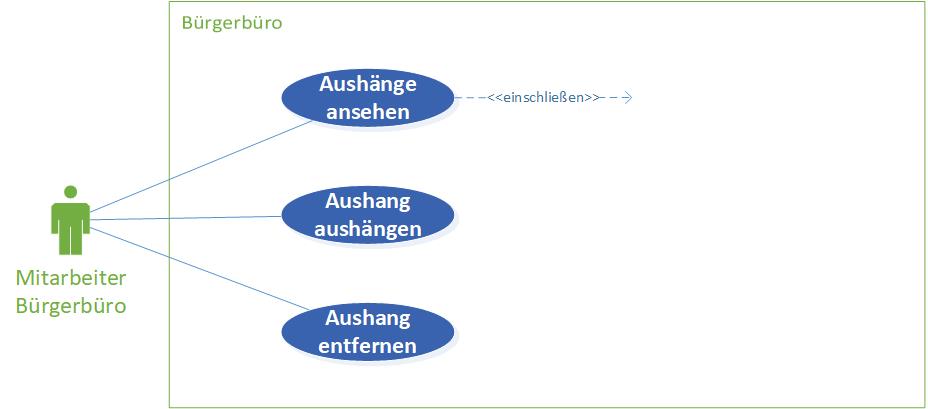 Bürgerbüro
Aushänge
ansehen
<<einschließen>>
Aushang
aushängen
Mitarbeiter
Bürgerbüro
Aushang
entfernen